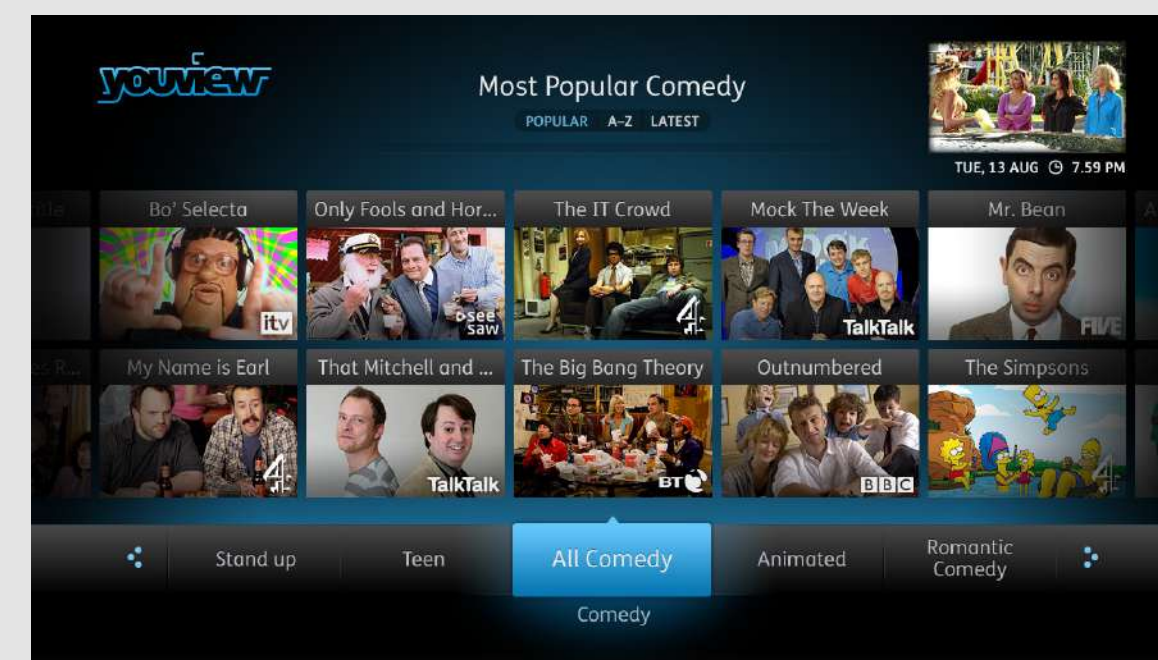 youview
Most Popular Comedy
POPULAR A–Z LATEST
TUE, 13 AUG 7.59 PM
Bo' Selecta
Only Fools and Hor...
The IT Crowd
Mock The Week
Mr. Bean
itv
see
saw
4
MOCK
TalkTalk
FIVE
My Name is Earl
That Mitchell and ...
The Big Bang Theory
Outnumbered
The Simpsons
4
TalkTalk
BT
BBC
4
Stand up
Teen
All Comedy
Animated
Romantic
Comedy
Comedy